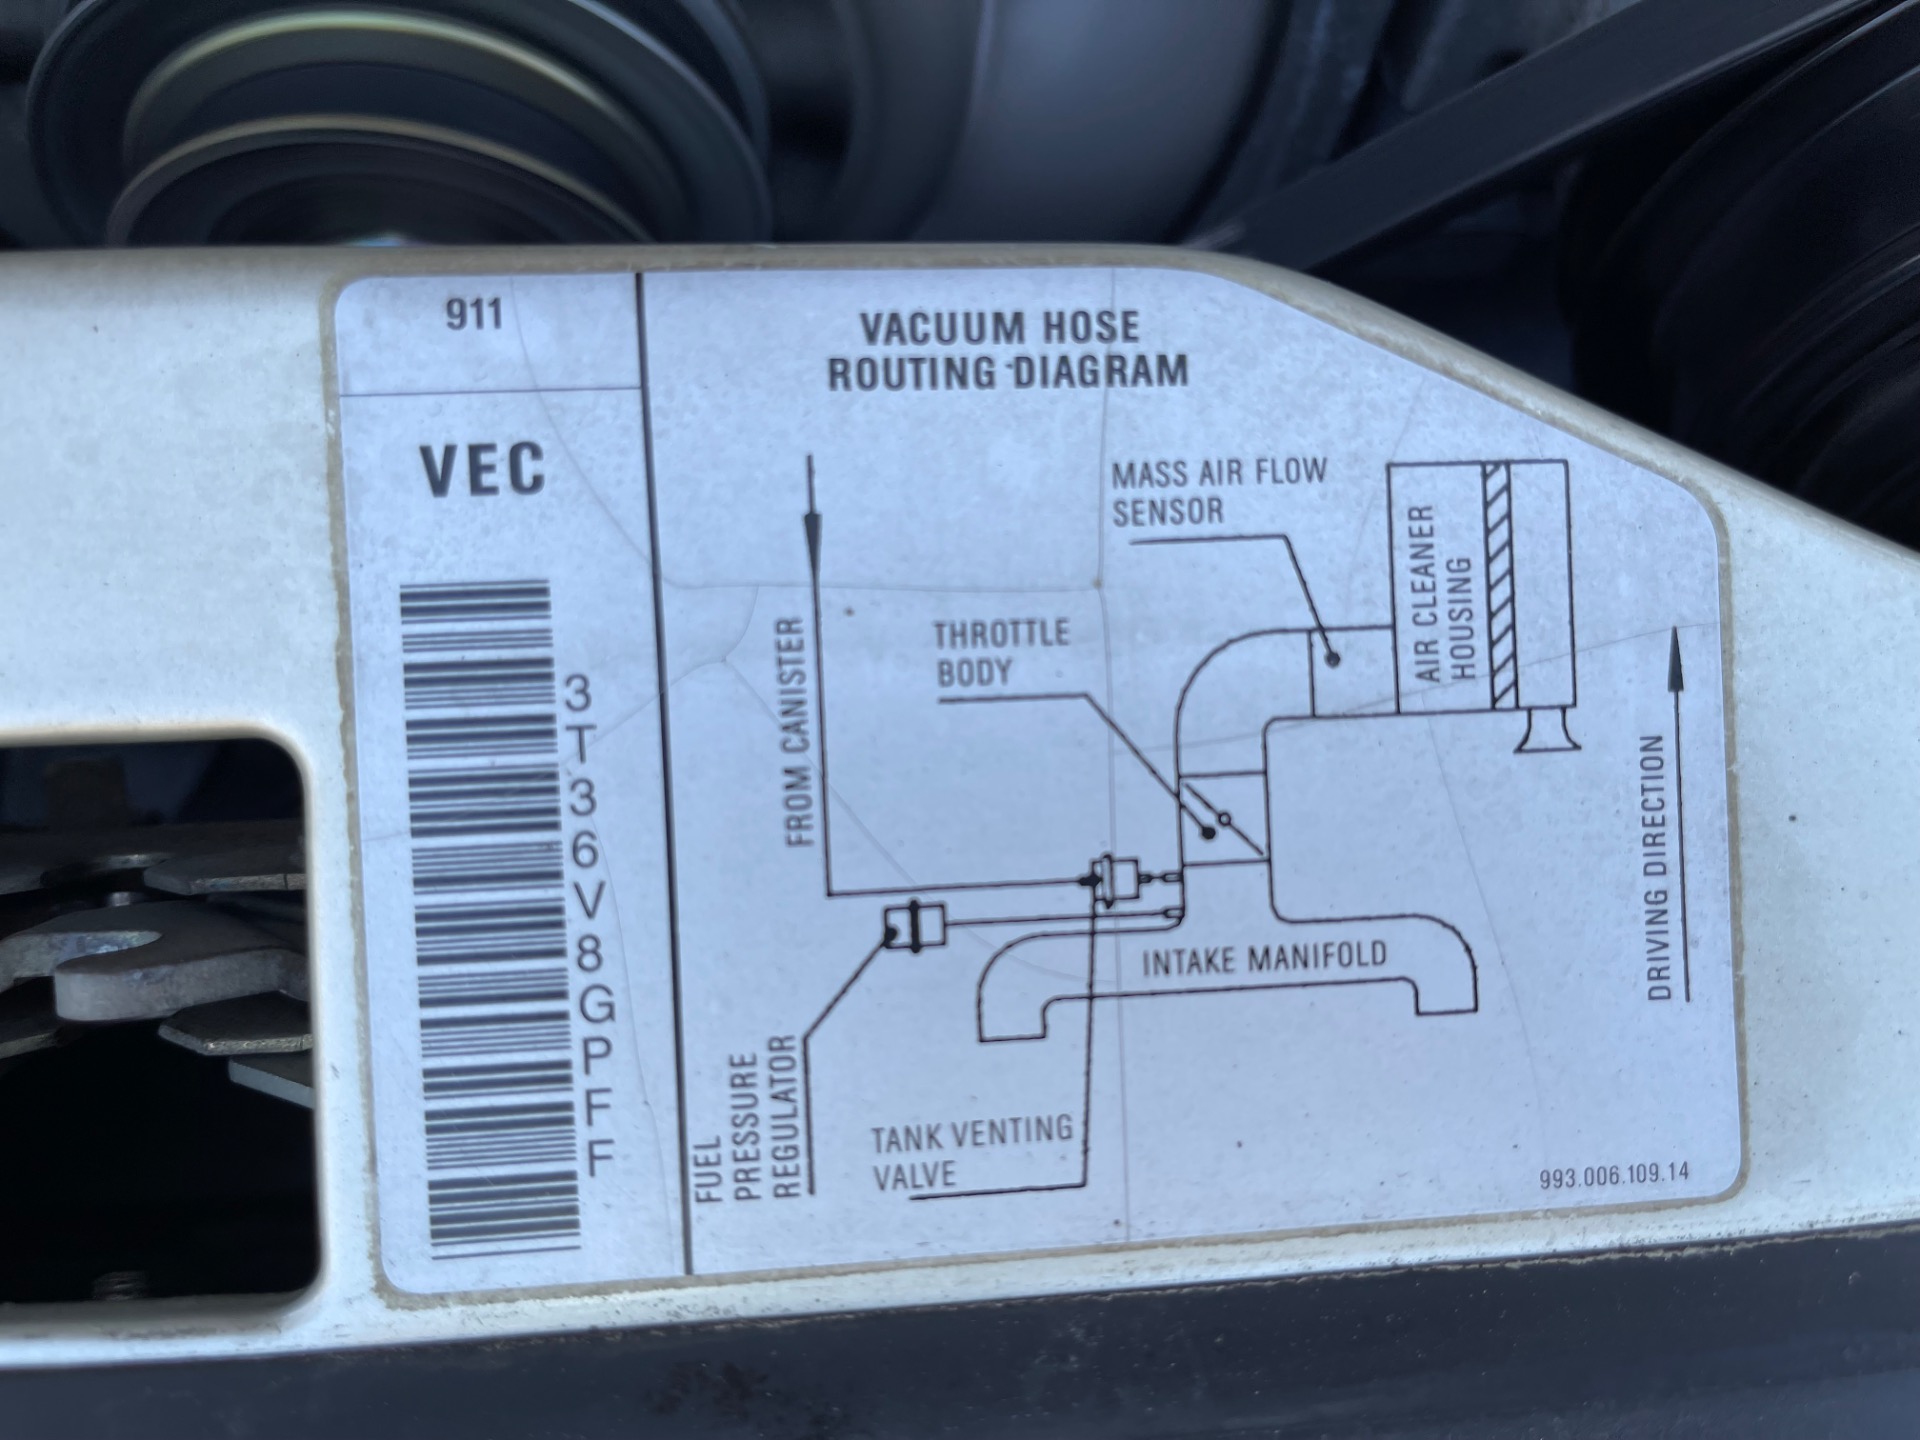 911
VEC
3T36V8GPFF
VACUUM HOSE
ROUTING DIAGRAM
MASS AIR FLOW
SENSOR
AIR CLEANER
HOUSING
THROTTLE
BODY
FROM CANISTER
DRIVING DIRECTION
INTAKE MANIFOLD
FUEL
PRESSURE
REGULATOR
TANK VENTING
VALVE
993.006.109.14